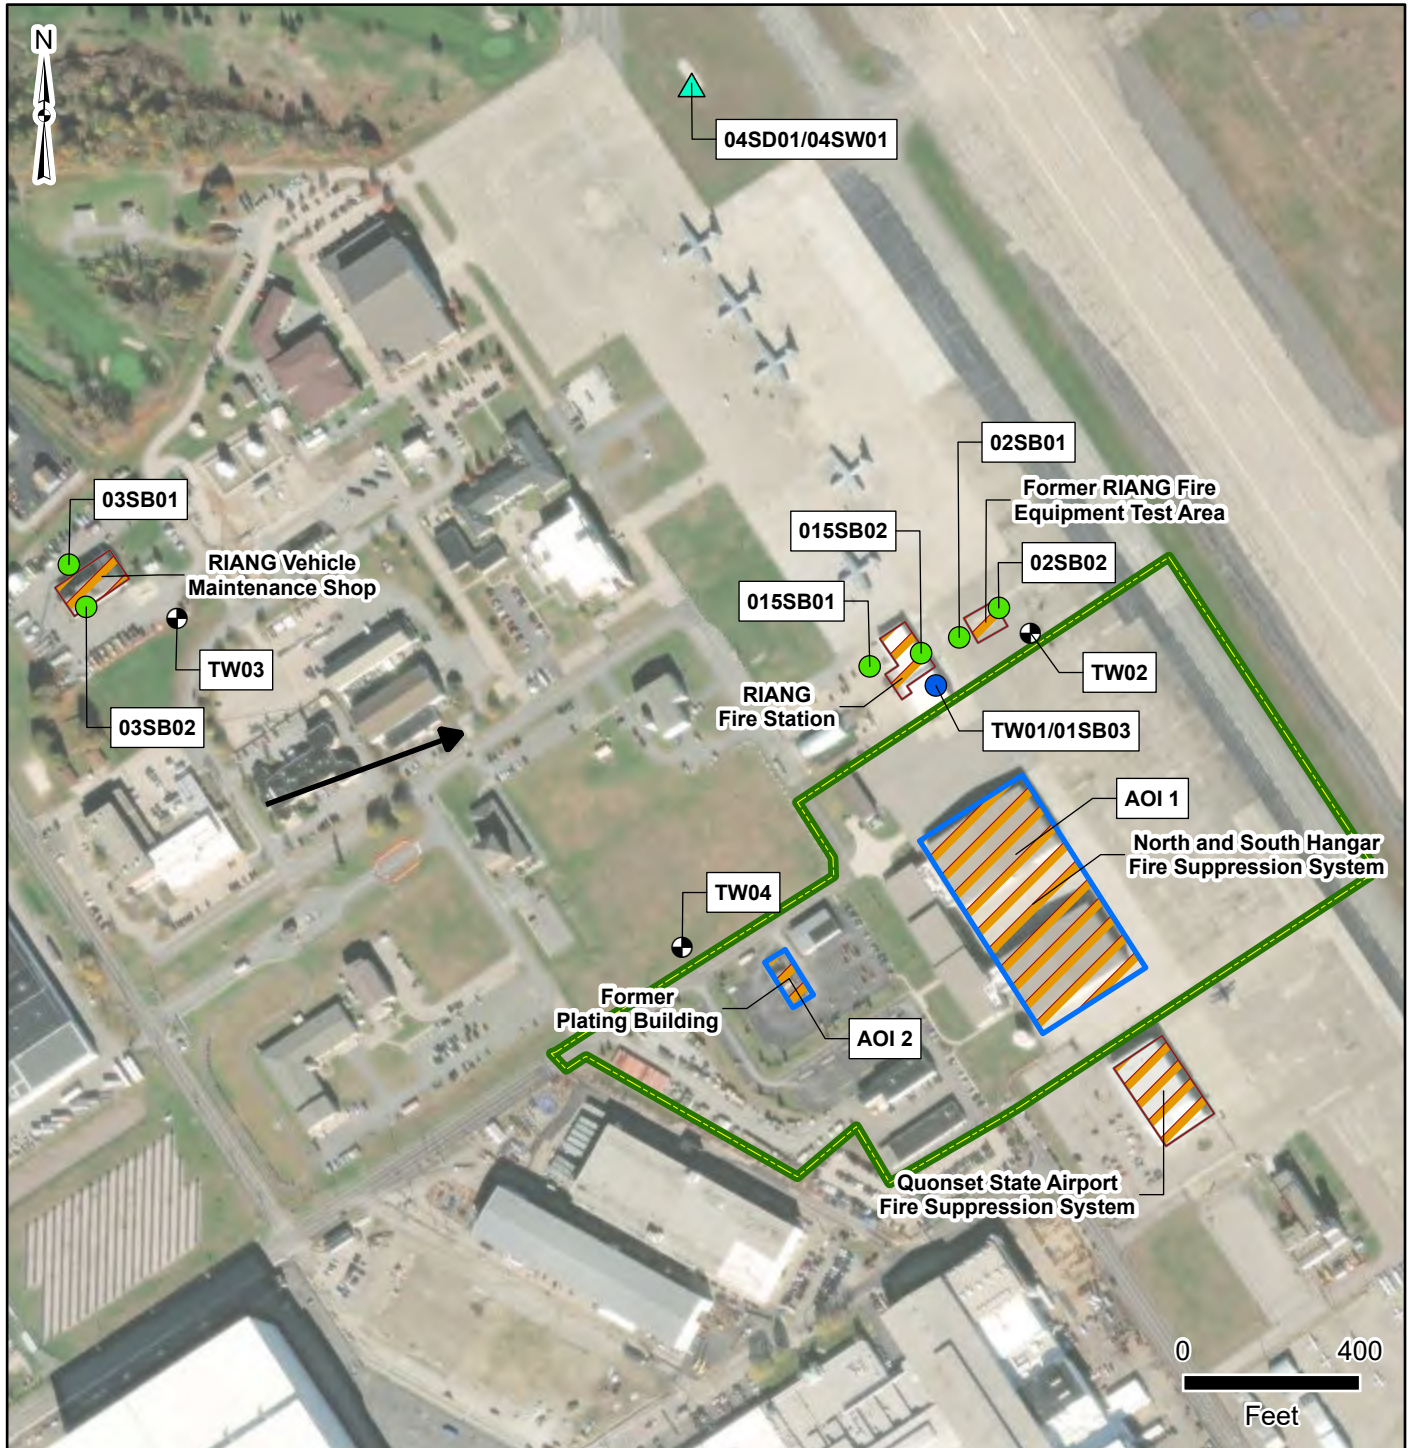 N
04SD01/04SW01
02SB01
Former RIANG Fire
Equipment Test Area
03SB01
015SB02
RIANG Vehicle
Maintenance Shop
02SB02
015SB01
TW03
TW02
RIANG
Fire Station
03SB02
TW01/01SB03
AOI 1
North and South Hangar
Fire Suppression System
TW04
Former
Plating Building
AOI 2
Quonset State Airport
Fire Suppression System
0 400
Feet